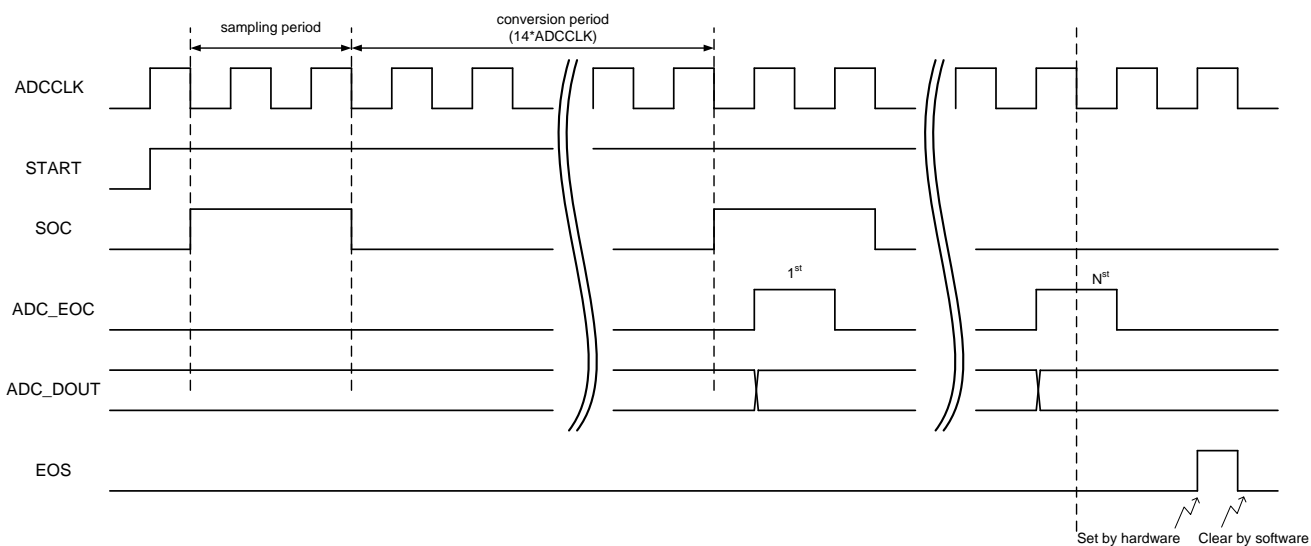 sampling period
conversion period
(14*ADCCLK)
ADCCLK
START
SOC
1st
Nst
ADC_EOC
ADC_DOUT
EOS
Set by hardware
Clear by software